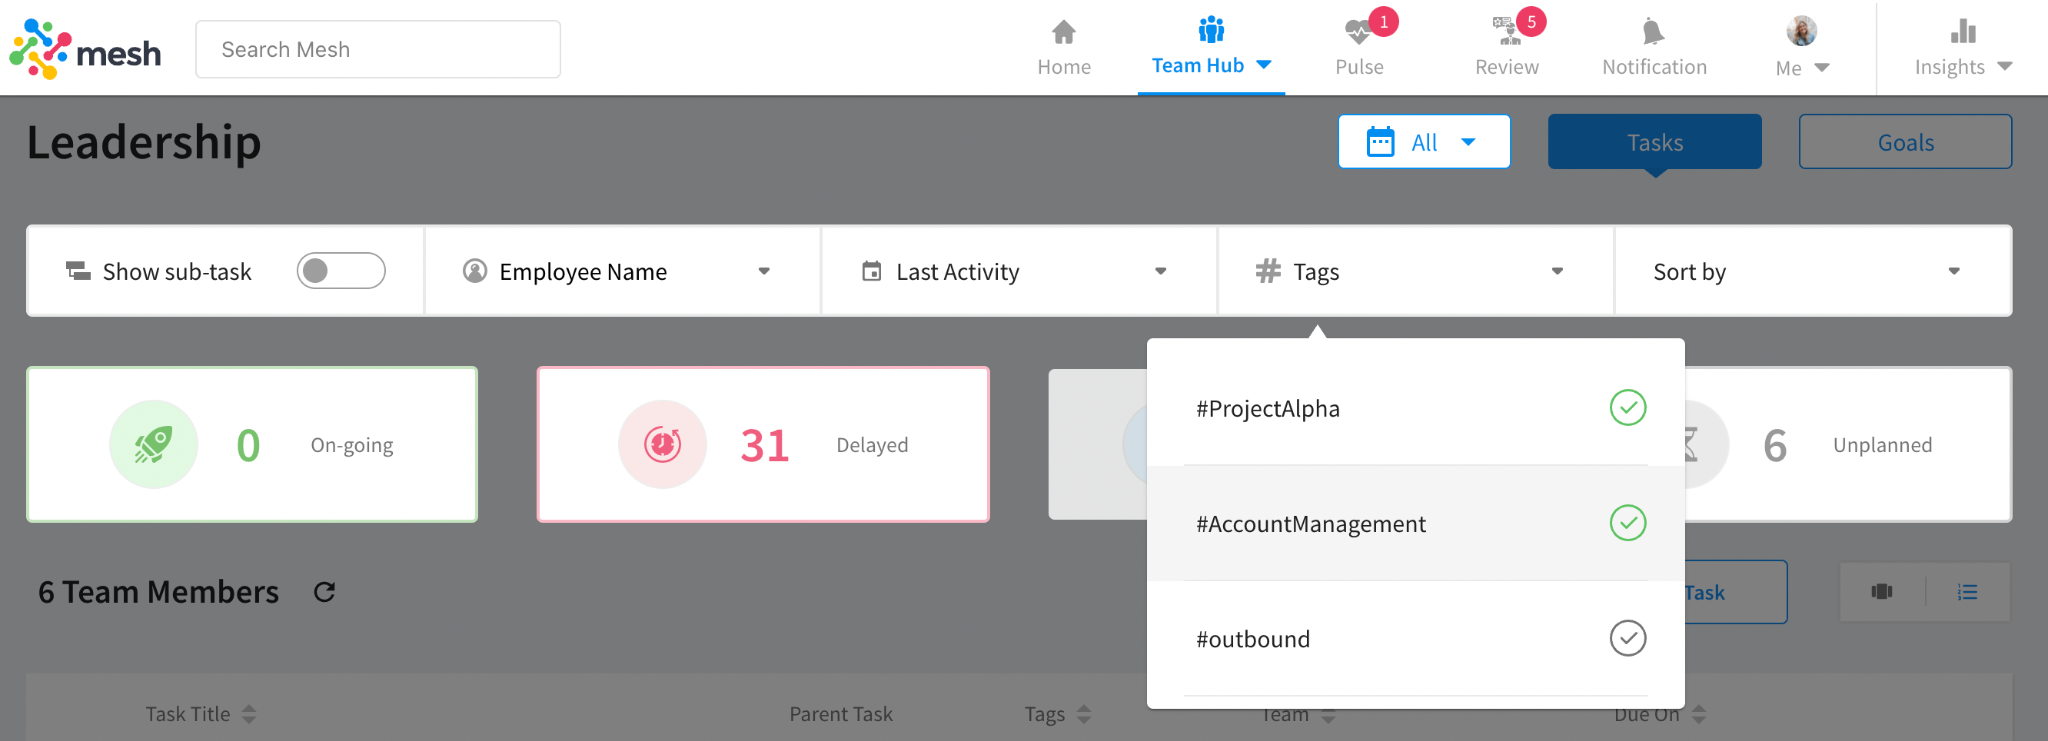 mesh
Search Mesh
Home
Team Hub
1
Pulse
5
Review
Notification
Me
Insights
Leadership
All
Tasks
Goals
Show sub-task
Employee Name
Last Activity
Tags
Sort by
0 On-going
31 Delayed
6 Unplanned
#ProjectAlpha
#AccountManagement
#outbound
6 Team Members
Task
Task Title
Parent Task
Tags
Team
Due On